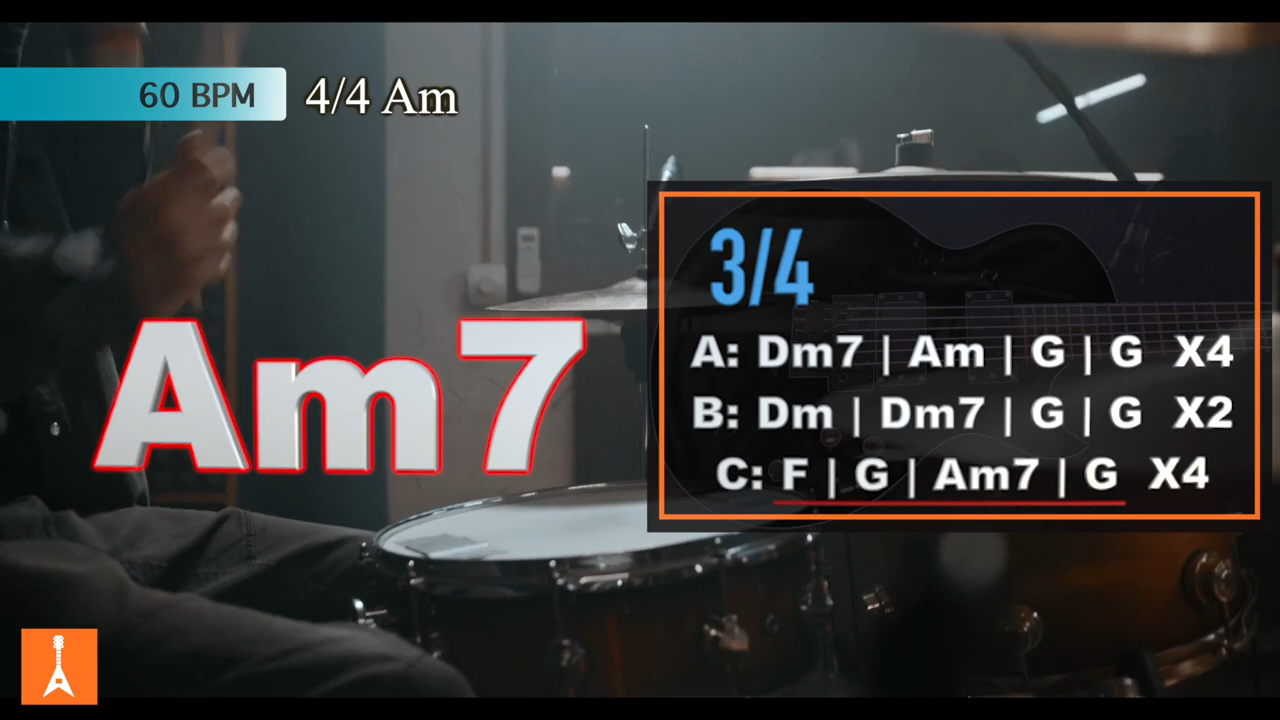 60 BPM 4/4 Am
Am7
3/4
A: Dm7 | Am | G | G X4
B: Dm | Dm7 | G | G X2
C: F | G | Am7 | G X4